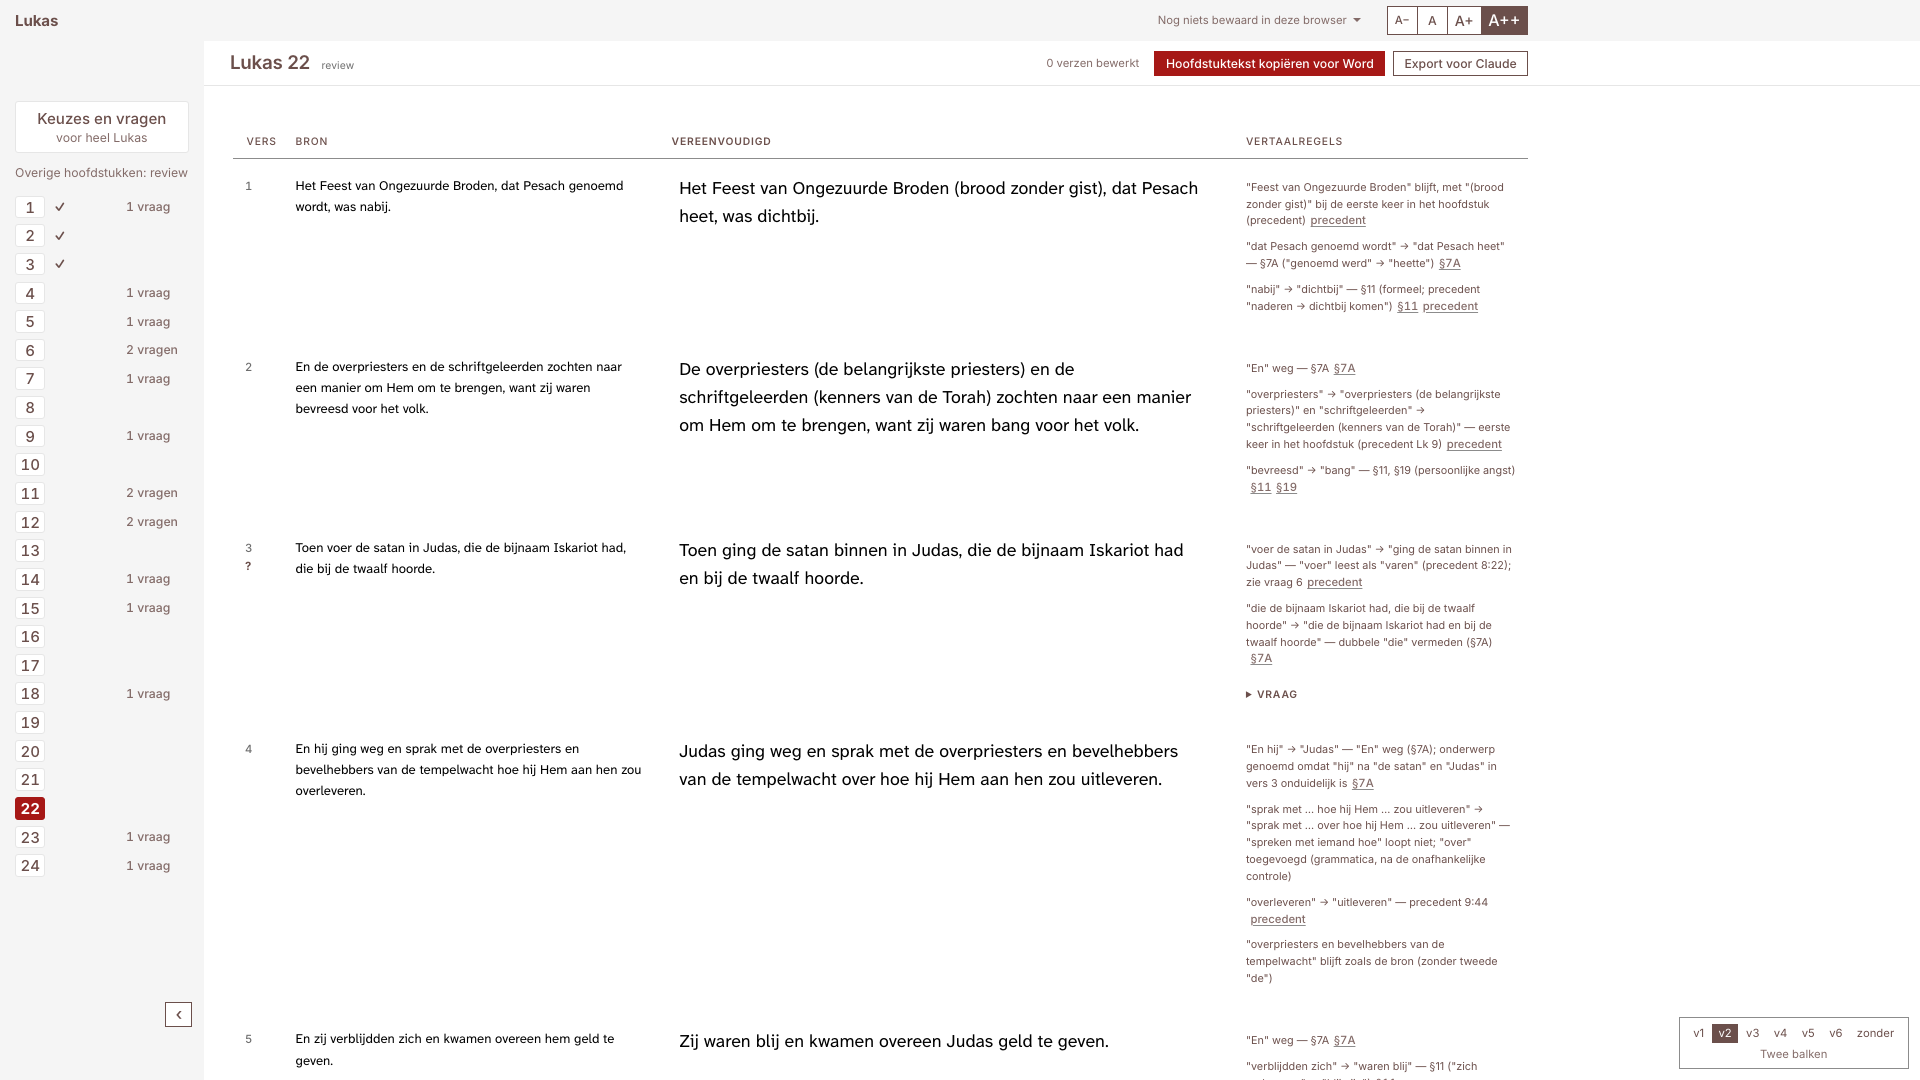 Lukas
Nog niets bewaard in deze browser
A−
A
A+
A++
Lukas 22 review
0 verzen bewerkt
Hoofdstuktekst kopiëren voor Word
Export voor Claude
Keuzes en vragen
voor heel Lukas
Overige hoofdstukken: review
1 ✓ 1 vraag
2 ✓
3 ✓
4 1 vraag
5 1 vraag
6 2 vragen
7 1 vraag
8
9 1 vraag
10
11 2 vragen
12 2 vragen
13
14 1 vraag
15 1 vraag
16
17
18 1 vraag
19
20
21
22
23 1 vraag
24 1 vraag
‹
VERS BRON VEREENVOUDIGD VERTAALREGELS
1
Het Feest van Ongezuurde Broden, dat Pesach genoemd
wordt, was nabij.
Het Feest van Ongezuurde Broden (brood zonder gist), dat Pesach
heet, was dichtbij.
"Feest van Ongezuurde Broden" blijft, met "(brood
zonder gist)" bij de eerste keer in het hoofdstuk
(precedent) precedent
"dat Pesach genoemd wordt" → "dat Pesach heet"
— §7A ("genoemd werd" → "heette") §7A
"nabij" → "dichtbij" — §11 (formeel; precedent
"naderen → dichtbij komen") §11 precedent
2
En de overpriesters en de schriftgeleerden zochten naar
een manier om Hem om te brengen, want zij waren
bevreesd voor het volk.
De overpriesters (de belangrijkste priesters) en de
schriftgeleerden (kenners van de Torah) zochten naar een manier
om Hem om te brengen, want zij waren bang voor het volk.
"En" weg — §7A §7A
"overpriesters" → "overpriesters (de belangrijkste
priesters)" en "schriftgeleerden" →
"schriftgeleerden (kenners van de Torah)" — eerste
keer in het hoofdstuk (precedent Lk 9) precedent
"bevreesd" → "bang" — §11, §19 (persoonlijke angst)
§11 §19
3
?
Toen voer de satan in Judas, die de bijnaam Iskariot had,
die bij de twaalf hoorde.
Toen ging de satan binnen in Judas, die de bijnaam Iskariot had
en bij de twaalf hoorde.
"voer de satan in Judas" → "ging de satan binnen in
Judas" — "voer" leest als "varen" (precedent 8:22);
zie vraag 6 precedent
"die de bijnaam Iskariot had, die bij de twaalf
hoorde" → "die de bijnaam Iskariot had en bij de
twaalf hoorde" — dubbele "die" vermeden (§7A)
§7A
▶ VRAAG
4
En hij ging weg en sprak met de overpriesters en
bevelhebbers van de tempelwacht hoe hij Hem aan hen zou
overleveren.
Judas ging weg en sprak met de overpriesters en bevelhebbers
van de tempelwacht over hoe hij Hem aan hen zou uitleveren.
"En hij" → "Judas" — "En" weg (§7A); onderwerp
genoemd omdat "hij" na "de satan" en "Judas" in
vers 3 onduidelijk is §7A
"sprak met ... hoe hij Hem ... zou uitleveren" →
"sprak met ... over hoe hij Hem ... zou uitleveren" —
"spreken met iemand hoe" loopt niet; "over"
toegevoegd (grammatica, na de onafhankelijke
controle)
"overleveren" → "uitleveren" — precedent 9:44
precedent
"overpriesters en bevelhebbers van de
tempelwacht" blijft zoals de bron (zonder tweede
"de")
5
En zij verblijdden zich en kwamen overeen hem geld te
geven.
Zij waren blij en kwamen overeen Judas geld te geven.
"En" weg — §7A §7A
"verblijdden zich" → "waren blij" — §11 ("zich
v1 v2 v3 v4 v5 v6 zonder
Twee balken